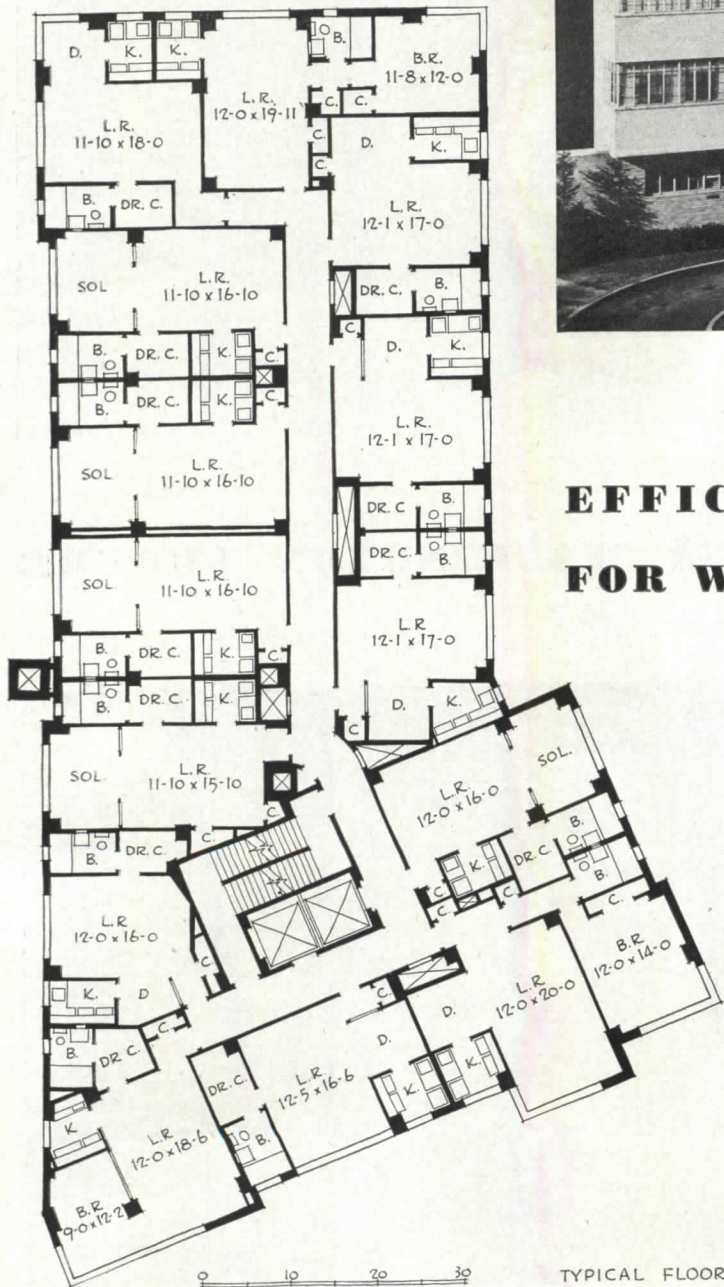 D.
K.
K.
B.
B.R.
11-8 x 12-0
L.R.
12-0 x 19-11
C.
C.
L.R.
11-10 x 18-0
C.
C.
D.
K.
B.
DR. C.
L.R.
12-1 x 17-0
SOL
L.R.
11-10 x 16-10
DR. C.
B.
B.
DR. C.
K.
C.
C.
D.
K.
B.
DR. C.
K.
C.
L.R.
12-1 x 17-0
SOL
L.R.
11-10 x 16-10
DR. C
B.
EFFIC
DR. C.
B.
SOL.
L.R.
11-10 x 16-10
FOR W
L.R.
12-1 x 17-0
B.
DR. C.
K.
C.
B.
DR. C.
K.
D.
K.
C
SOL.
L.R.
11-10 x 15-10
SOL.
L.R.
12-0 x 16-0
C.
B.
DR. C.
C.
K.
DR. C.
B.
B.
C.
C.
C.
L.R
12-0 x 16-0
C.
C.
B.R
12-0 x 14-0
K.
D
L.R
12-0 x 20-0
C.
C.
D.
B.
DR. C.
D.
K.
DR. C.
L.R
12-5 x 16-6
K.
K
L.R
12-0 x 18-6
B.
B.R
9-0 x 12-2
0 10 20 30
TYPICAL FLOOR